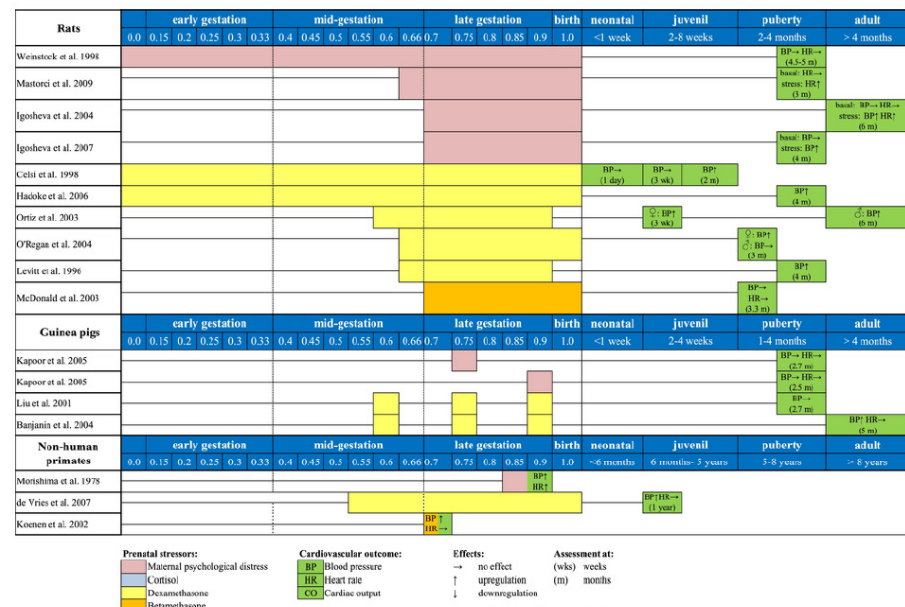 Rats early gestation mid-gestation late gestation birth neonatal juvenil puberty adult
0.0 0.15 0.2 0.25 0.3 0.33 0.4 0.45 0.5 0.55 0.6 0.66 0.7 0.75 0.8 0.85 0.9 1.0 <1 week 2-8 weeks 2-4 months > 4 months
Weinstock et al. 1998 BP→ HR→
(4.5-5 m)
Mastorci et al. 2009 basal: HR→
stress: HR↑
(3 m)
Igosheva et al. 2004 basal: BP→ HR→
stress: BP↑ HR↑
(6 m)
Igosheva et al. 2007 basal: BP→
stress: BP↑
(4 m)
Celsi et al. 1998 BP→ BP→ BP↑
(1 day) (3 wk) (2 m)
Hadoke et al. 2006 BP↑
(4 m)
Ortiz et al. 2003 ♀: BP↑ ♂: BP↑
(3 wk) (6 m)
O'Regan et al. 2004 ♀: BP↑
♂: BP→
(3 m)
Levitt et al. 1996 BP↑
(4 m)
McDonald et al. 2003 BP→
HR→
(3.3 m)
Guinea pigs early gestation mid-gestation late gestation birth neonatal juvenil puberty adult
0.0 0.15 0.2 0.25 0.3 0.33 0.4 0.45 0.5 0.55 0.6 0.66 0.7 0.75 0.8 0.85 0.9 1.0 <1 week 2-4 weeks 1-4 months > 4 months
Kapoor et al. 2005 BP→ HR→
(2.7 m)
Kapoor et al. 2005 BP→ HR→
(2.5 m)
Liu et al. 2001 BP→
(2.7 m)
Banjanin et al. 2004 BP↑ HR→
(5 m)
Non-human primates early gestation mid-gestation late gestation birth neonatal juvenil puberty adult
0.0 0.15 0.2 0.25 0.3 0.33 0.4 0.45 0.5 0.55 0.6 0.66 0.7 0.75 0.8 0.85 0.9 1.0 <6 months 6 months- 5 years 5-8 years > 8 years
Morishima et al. 1978 BP↑
HR↑
de Vries et al. 2007 BP↑HR→
(1 year)
Koenen et al. 2002 BP ↑
HR→
Prenatal stressors: Cardiovascular outcome: Effects: Assessment at:
Maternal psychological distress BP Blood pressure → no effect (wks) weeks
Cortisol HR Heart rate ↑ upregulation (m) months
Dexamethasone CO Cardiac output ↓ downregulation
Betamethasone